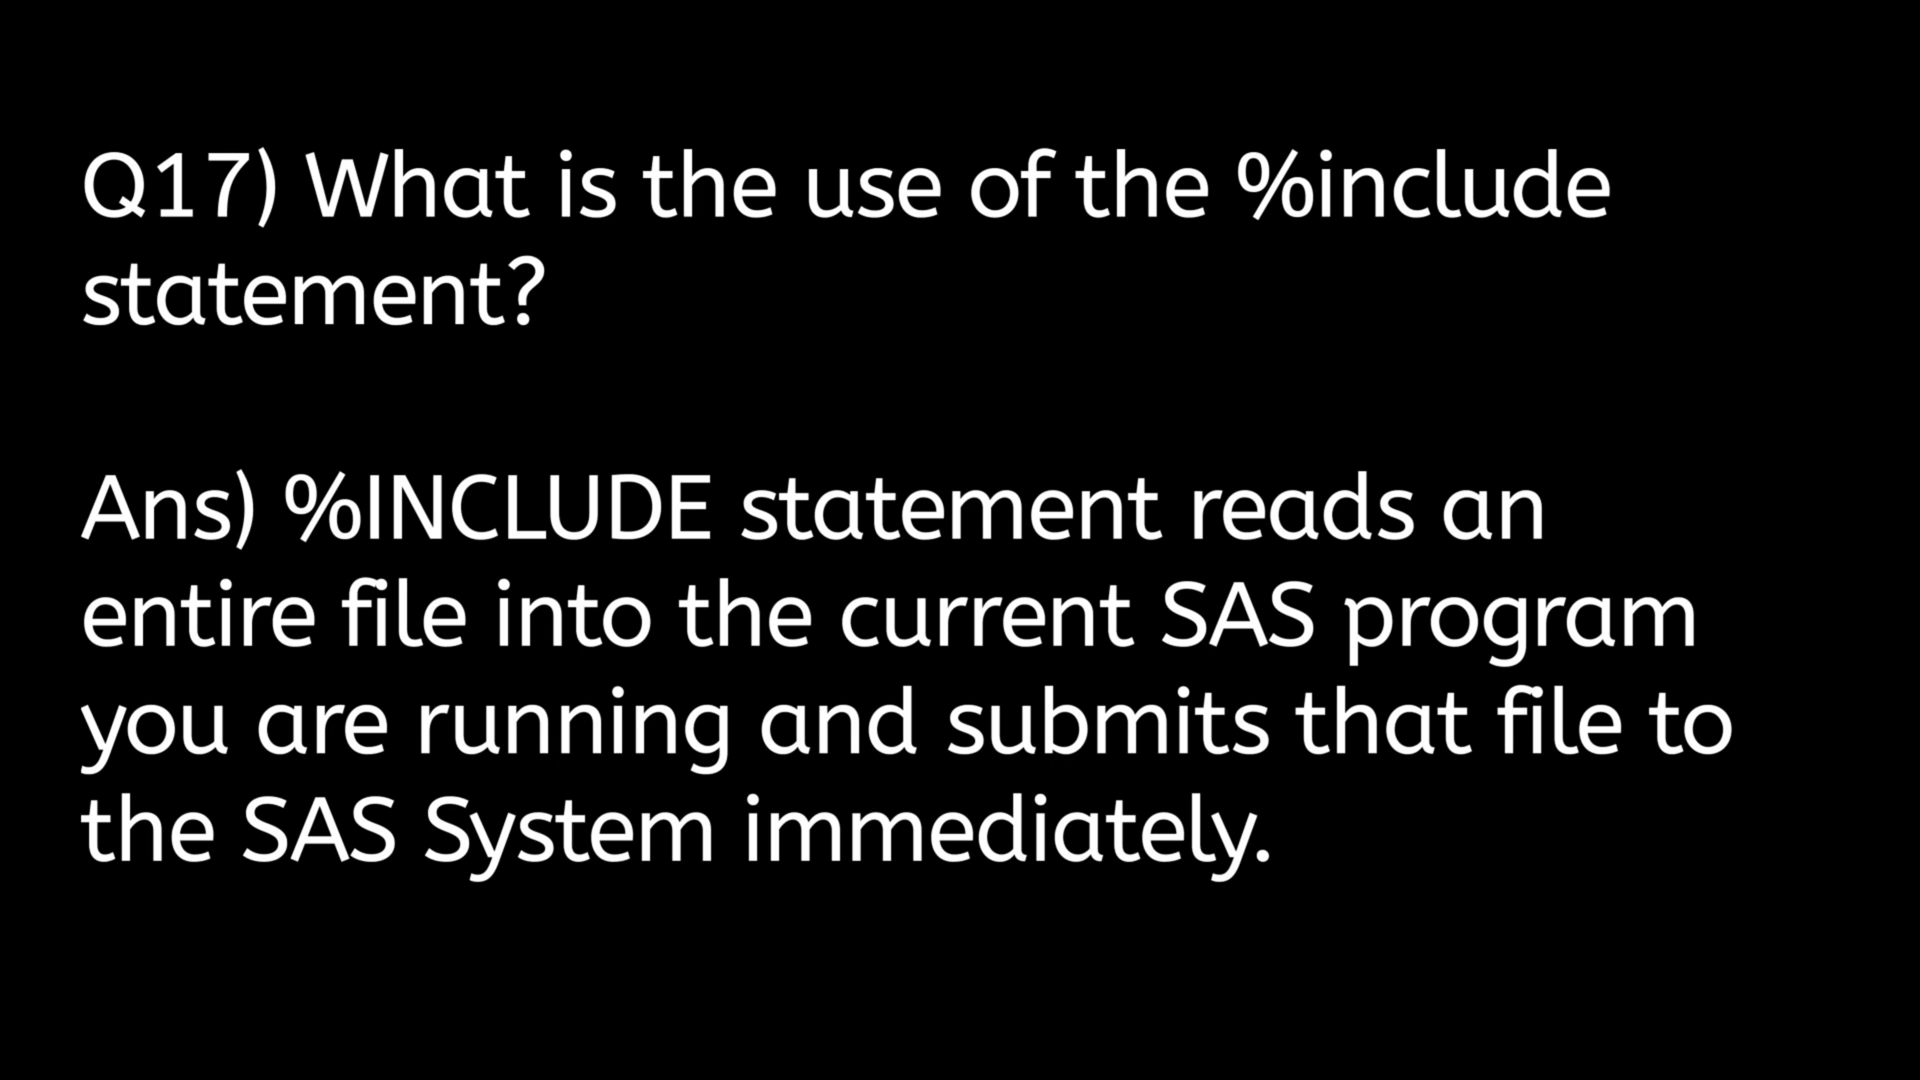 Q17) What is the use of the %include
statement?
Ans) %INCLUDE statement reads an
entire file into the current SAS program
you are running and submits that file to
the SAS System immediately.